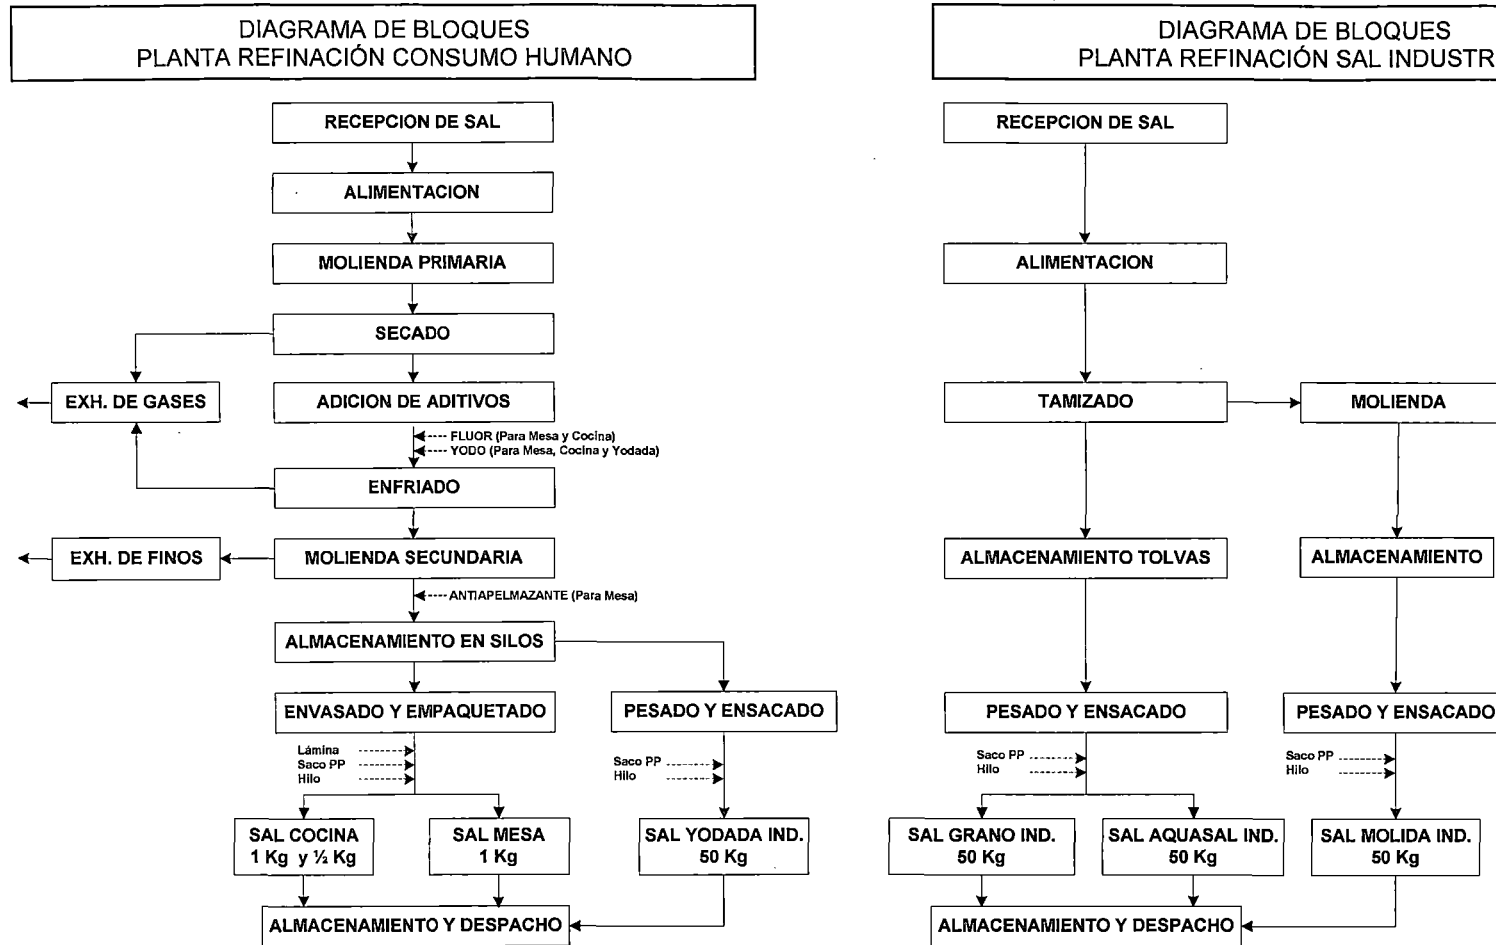 DIAGRAMA DE BLOQUES
PLANTA REFINACIÓN CONSUMO HUMANO
RECEPCION DE SAL
ALIMENTACION
MOLIENDA PRIMARIA
SECADO
EXH. DE GASES
ADICION DE ADITIVOS
FLUOR (Para Mesa y Cocina)
YODO (Para Mesa, Cocina y Yodada)
ENFRIADO
EXH. DE FINOS
MOLIENDA SECUNDARIA
ANTIAPELMAZANTE (Para Mesa)
ALMACENAMIENTO EN SILOS
ENVASADO Y EMPAQUETADO
PESADO Y ENSACADO
Lámina
Saco PP
Hilo
Saco PP
Hilo
SAL COCINA
1 Kg y ½ Kg
SAL MESA
1 Kg
SAL YODADA IND.
50 Kg
ALMACENAMIENTO Y DESPACHO
DIAGRAMA DE BLOQUES
PLANTA REFINACIÓN SAL INDUSTR
RECEPCION DE SAL
ALIMENTACION
TAMIZADO
MOLIENDA
ALMACENAMIENTO TOLVAS
ALMACENAMIENTO
PESADO Y ENSACADO
PESADO Y ENSACADO
Saco PP
Hilo
Saco PP
Hilo
SAL GRANO IND.
50 Kg
SAL AQUASAL IND.
50 Kg
SAL MOLIDA IND.
50 Kg
ALMACENAMIENTO Y DESPACHO